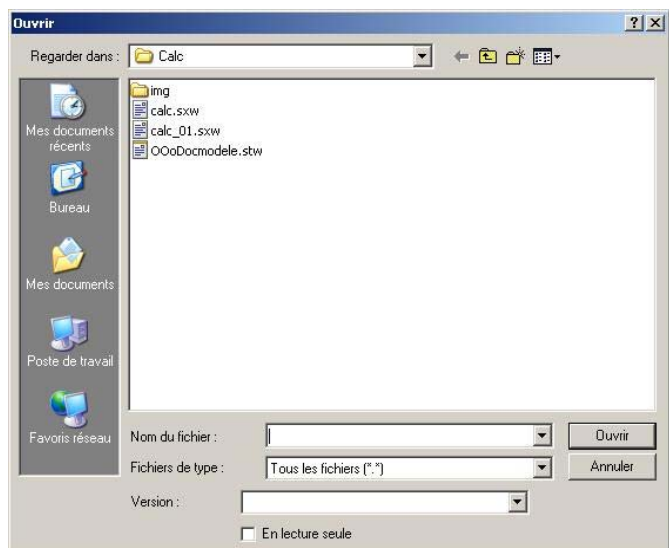 Ouvrir
Regarder dans :
Calc
img
calc.sxw
calc_01.sxw
OOoDocmodele.stw
Mes documents
récents
Bureau
Mes documents
Poste de travail
Favoris réseau
Nom du fichier :
Ouvrir
Fichiers de type :
Tous les fichiers (*.*)
Annuler
Version :
En lecture seule